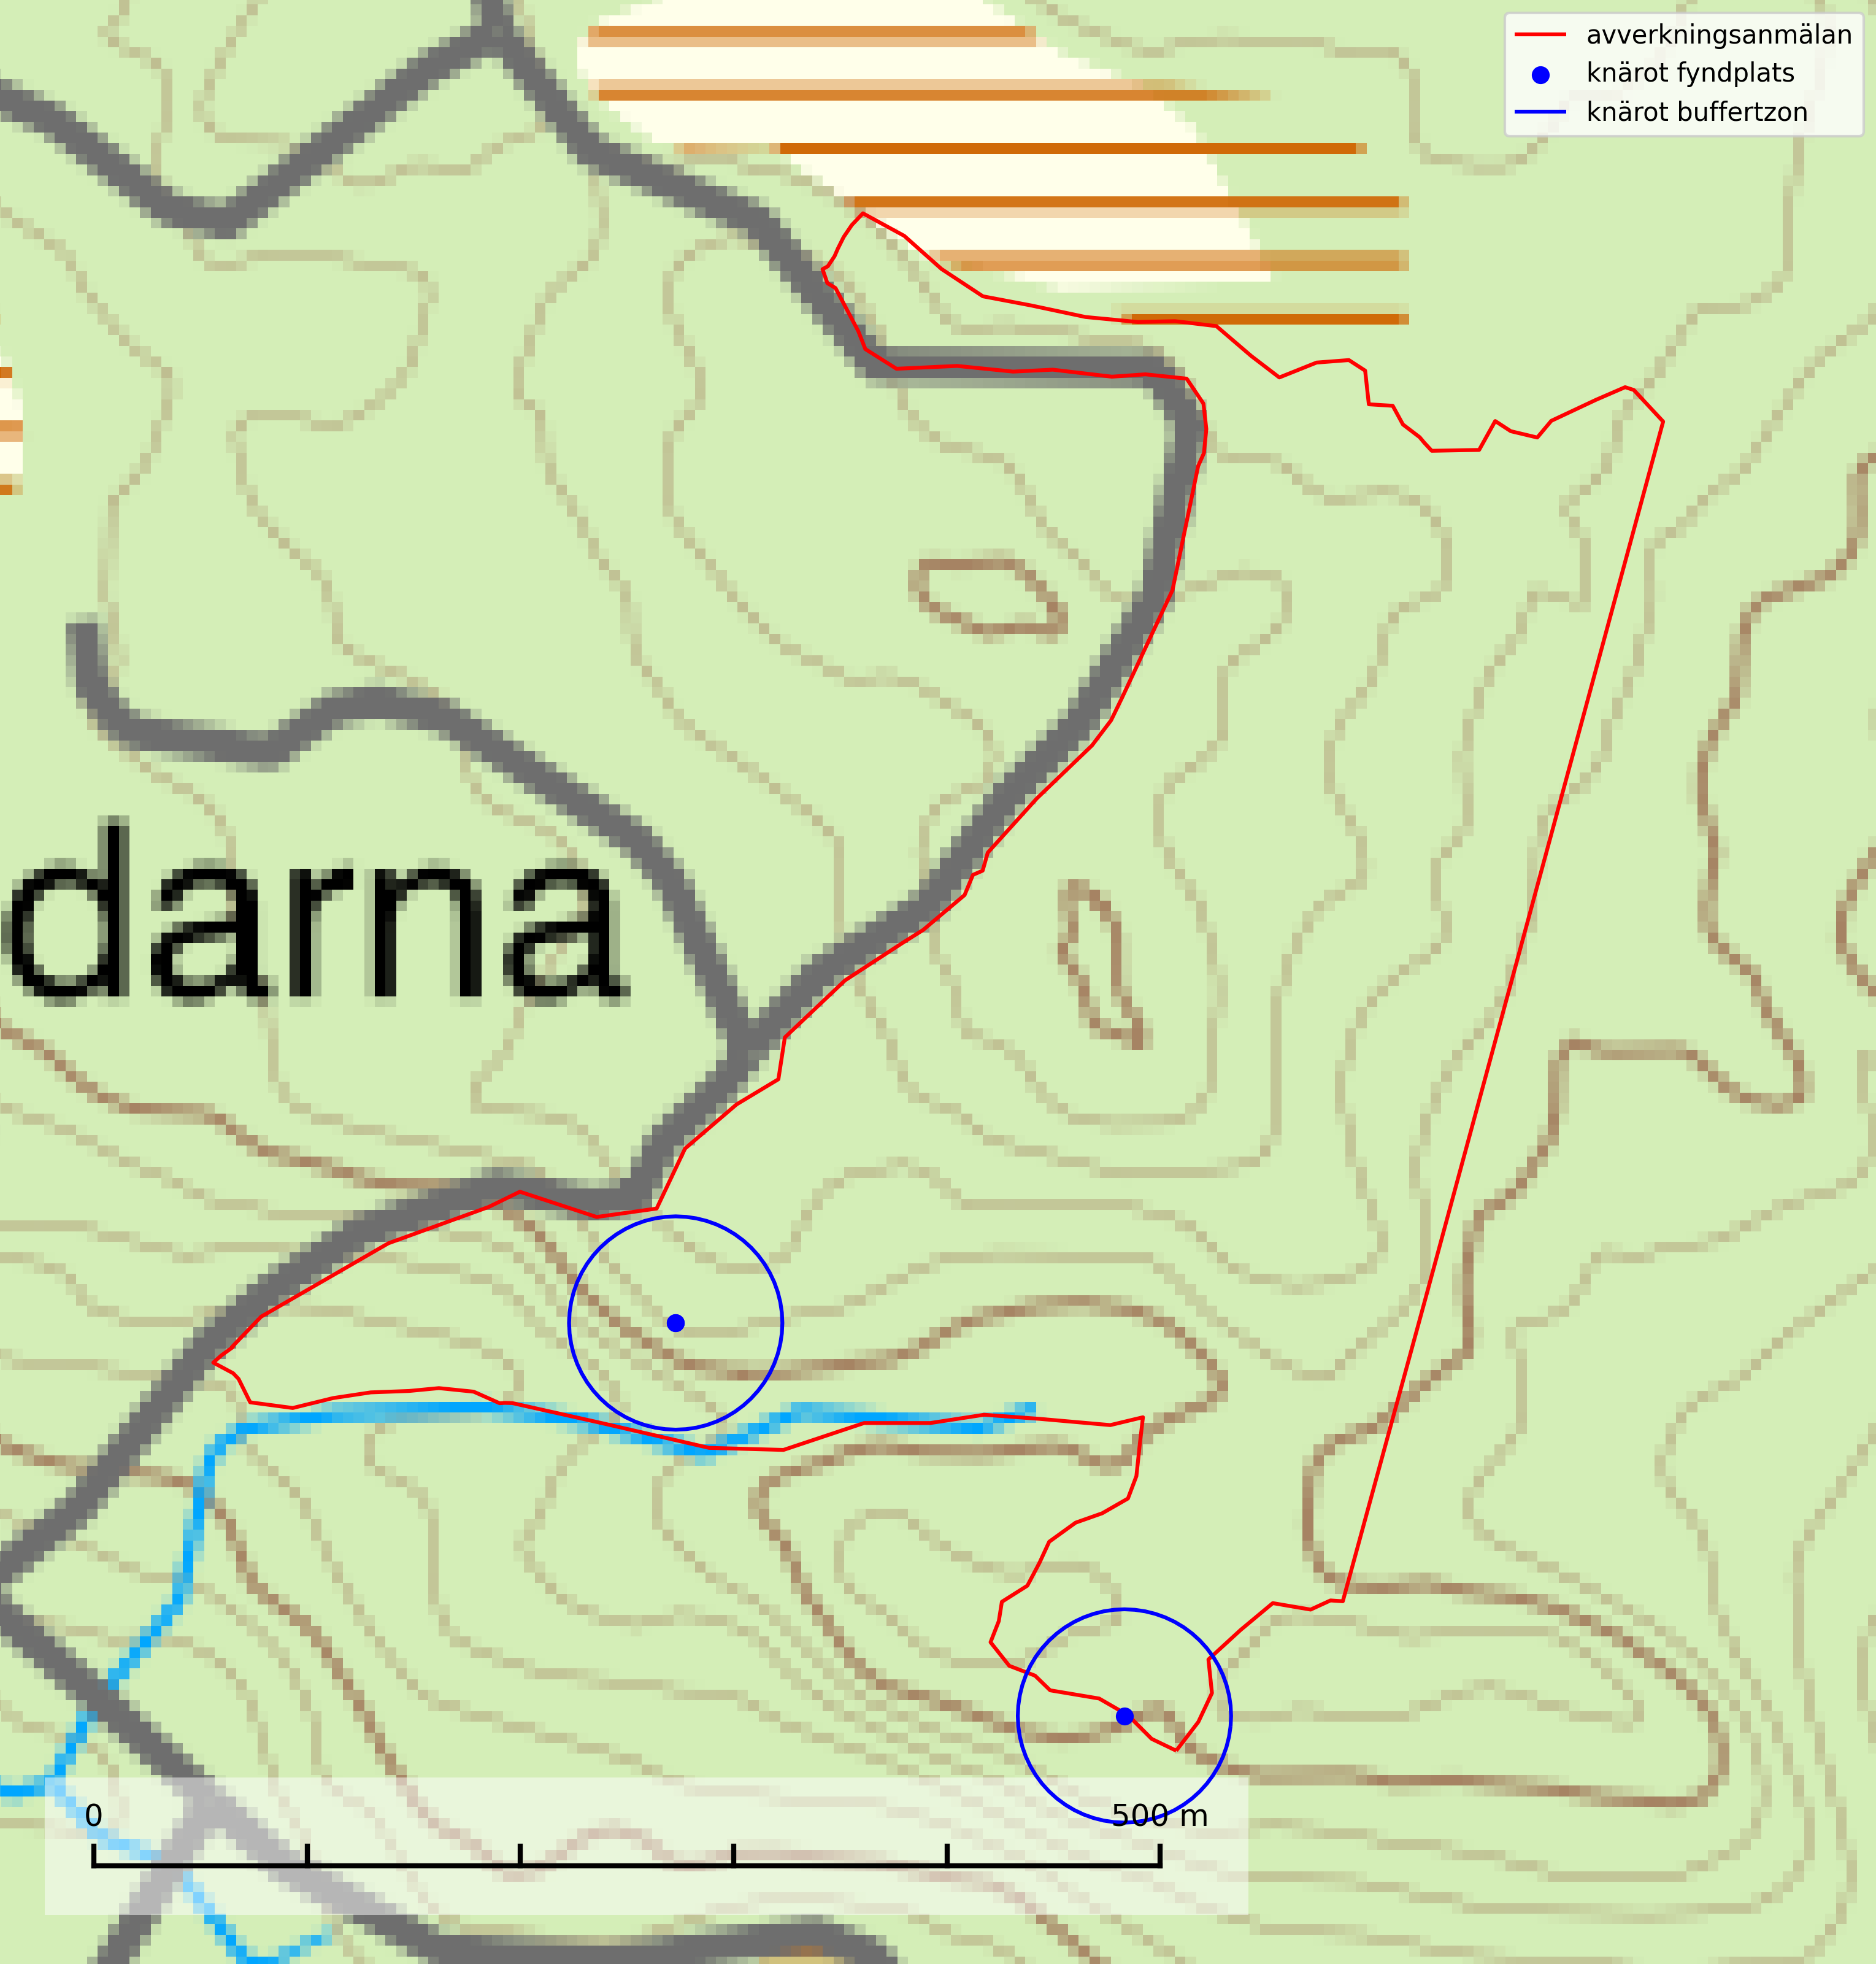 avverkningsanmälan
knärot fyndplats
knärot buffertzon
darna
0 500 m